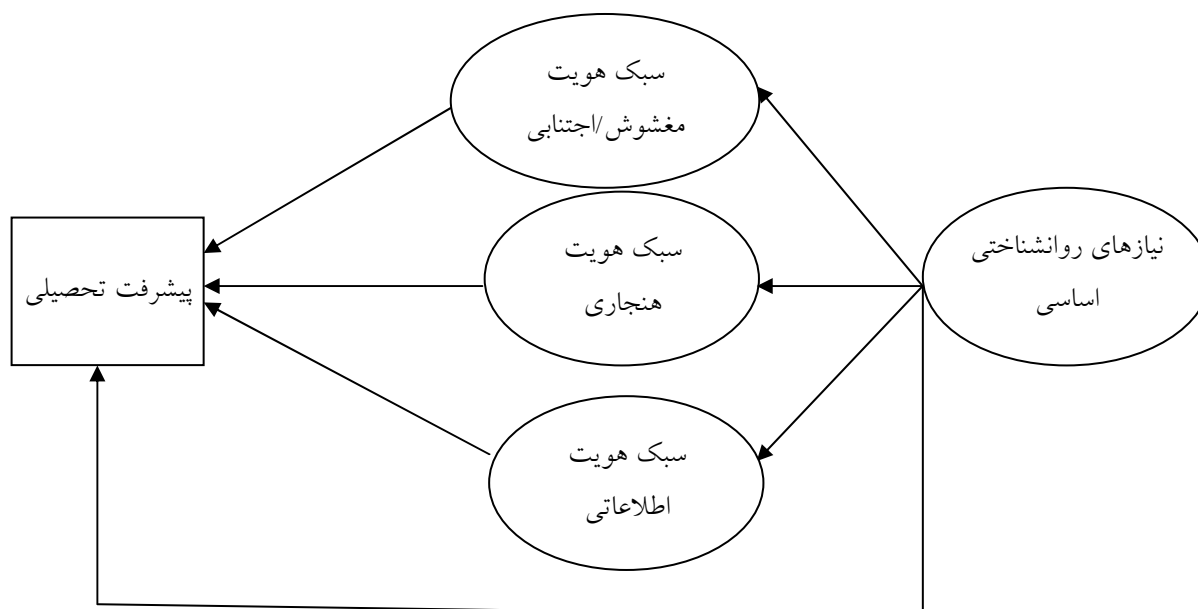 سبک هویت
مغشوش/اجتنابی
نیازهای روانشناختی
اساسی
سبک هویت
هنجاری
پیشرفت تحصیلی
سبک هویت
اطلاعاتی